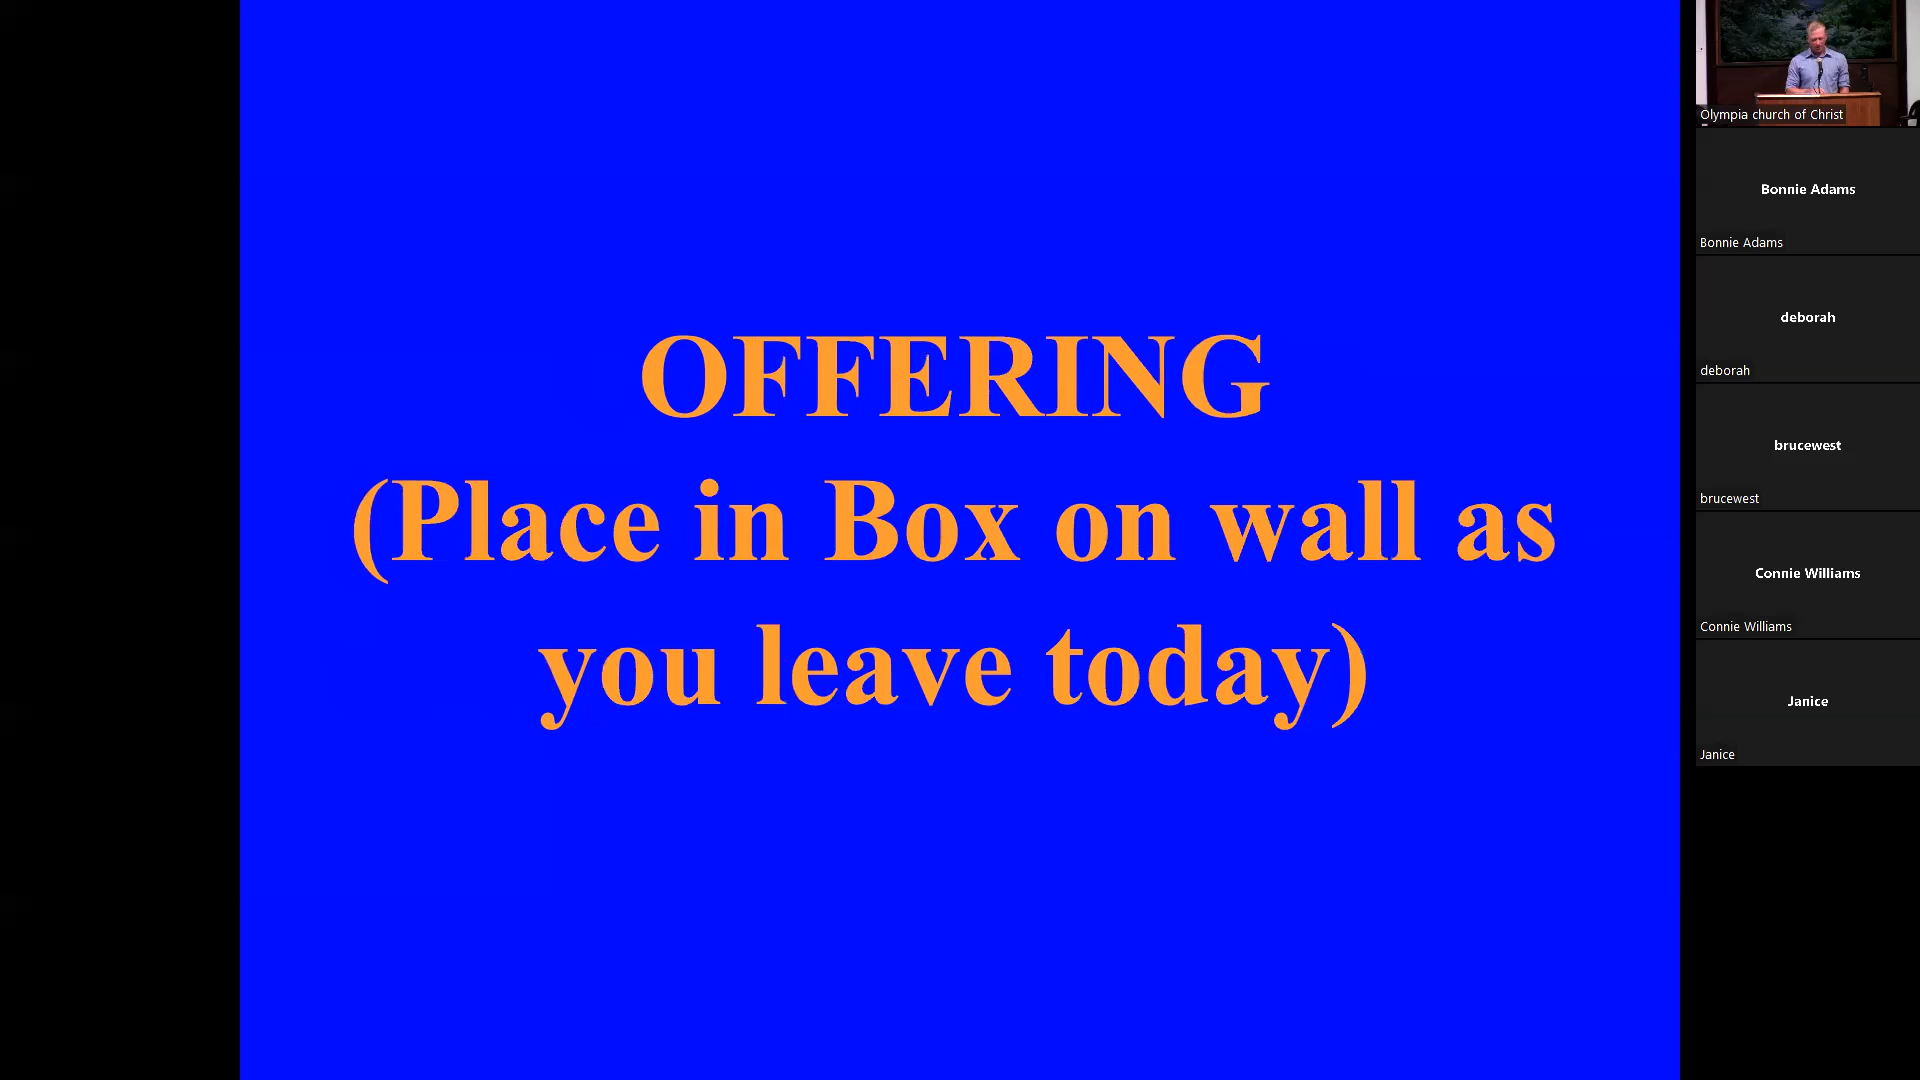 OFFERING
(Place in Box on wall as
you leave today)
Olympia church of Christ
Bonnie Adams
Bonnie Adams
deborah
deborah
brucewest
brucewest
Connie Williams
Connie Williams
Janice
Janice